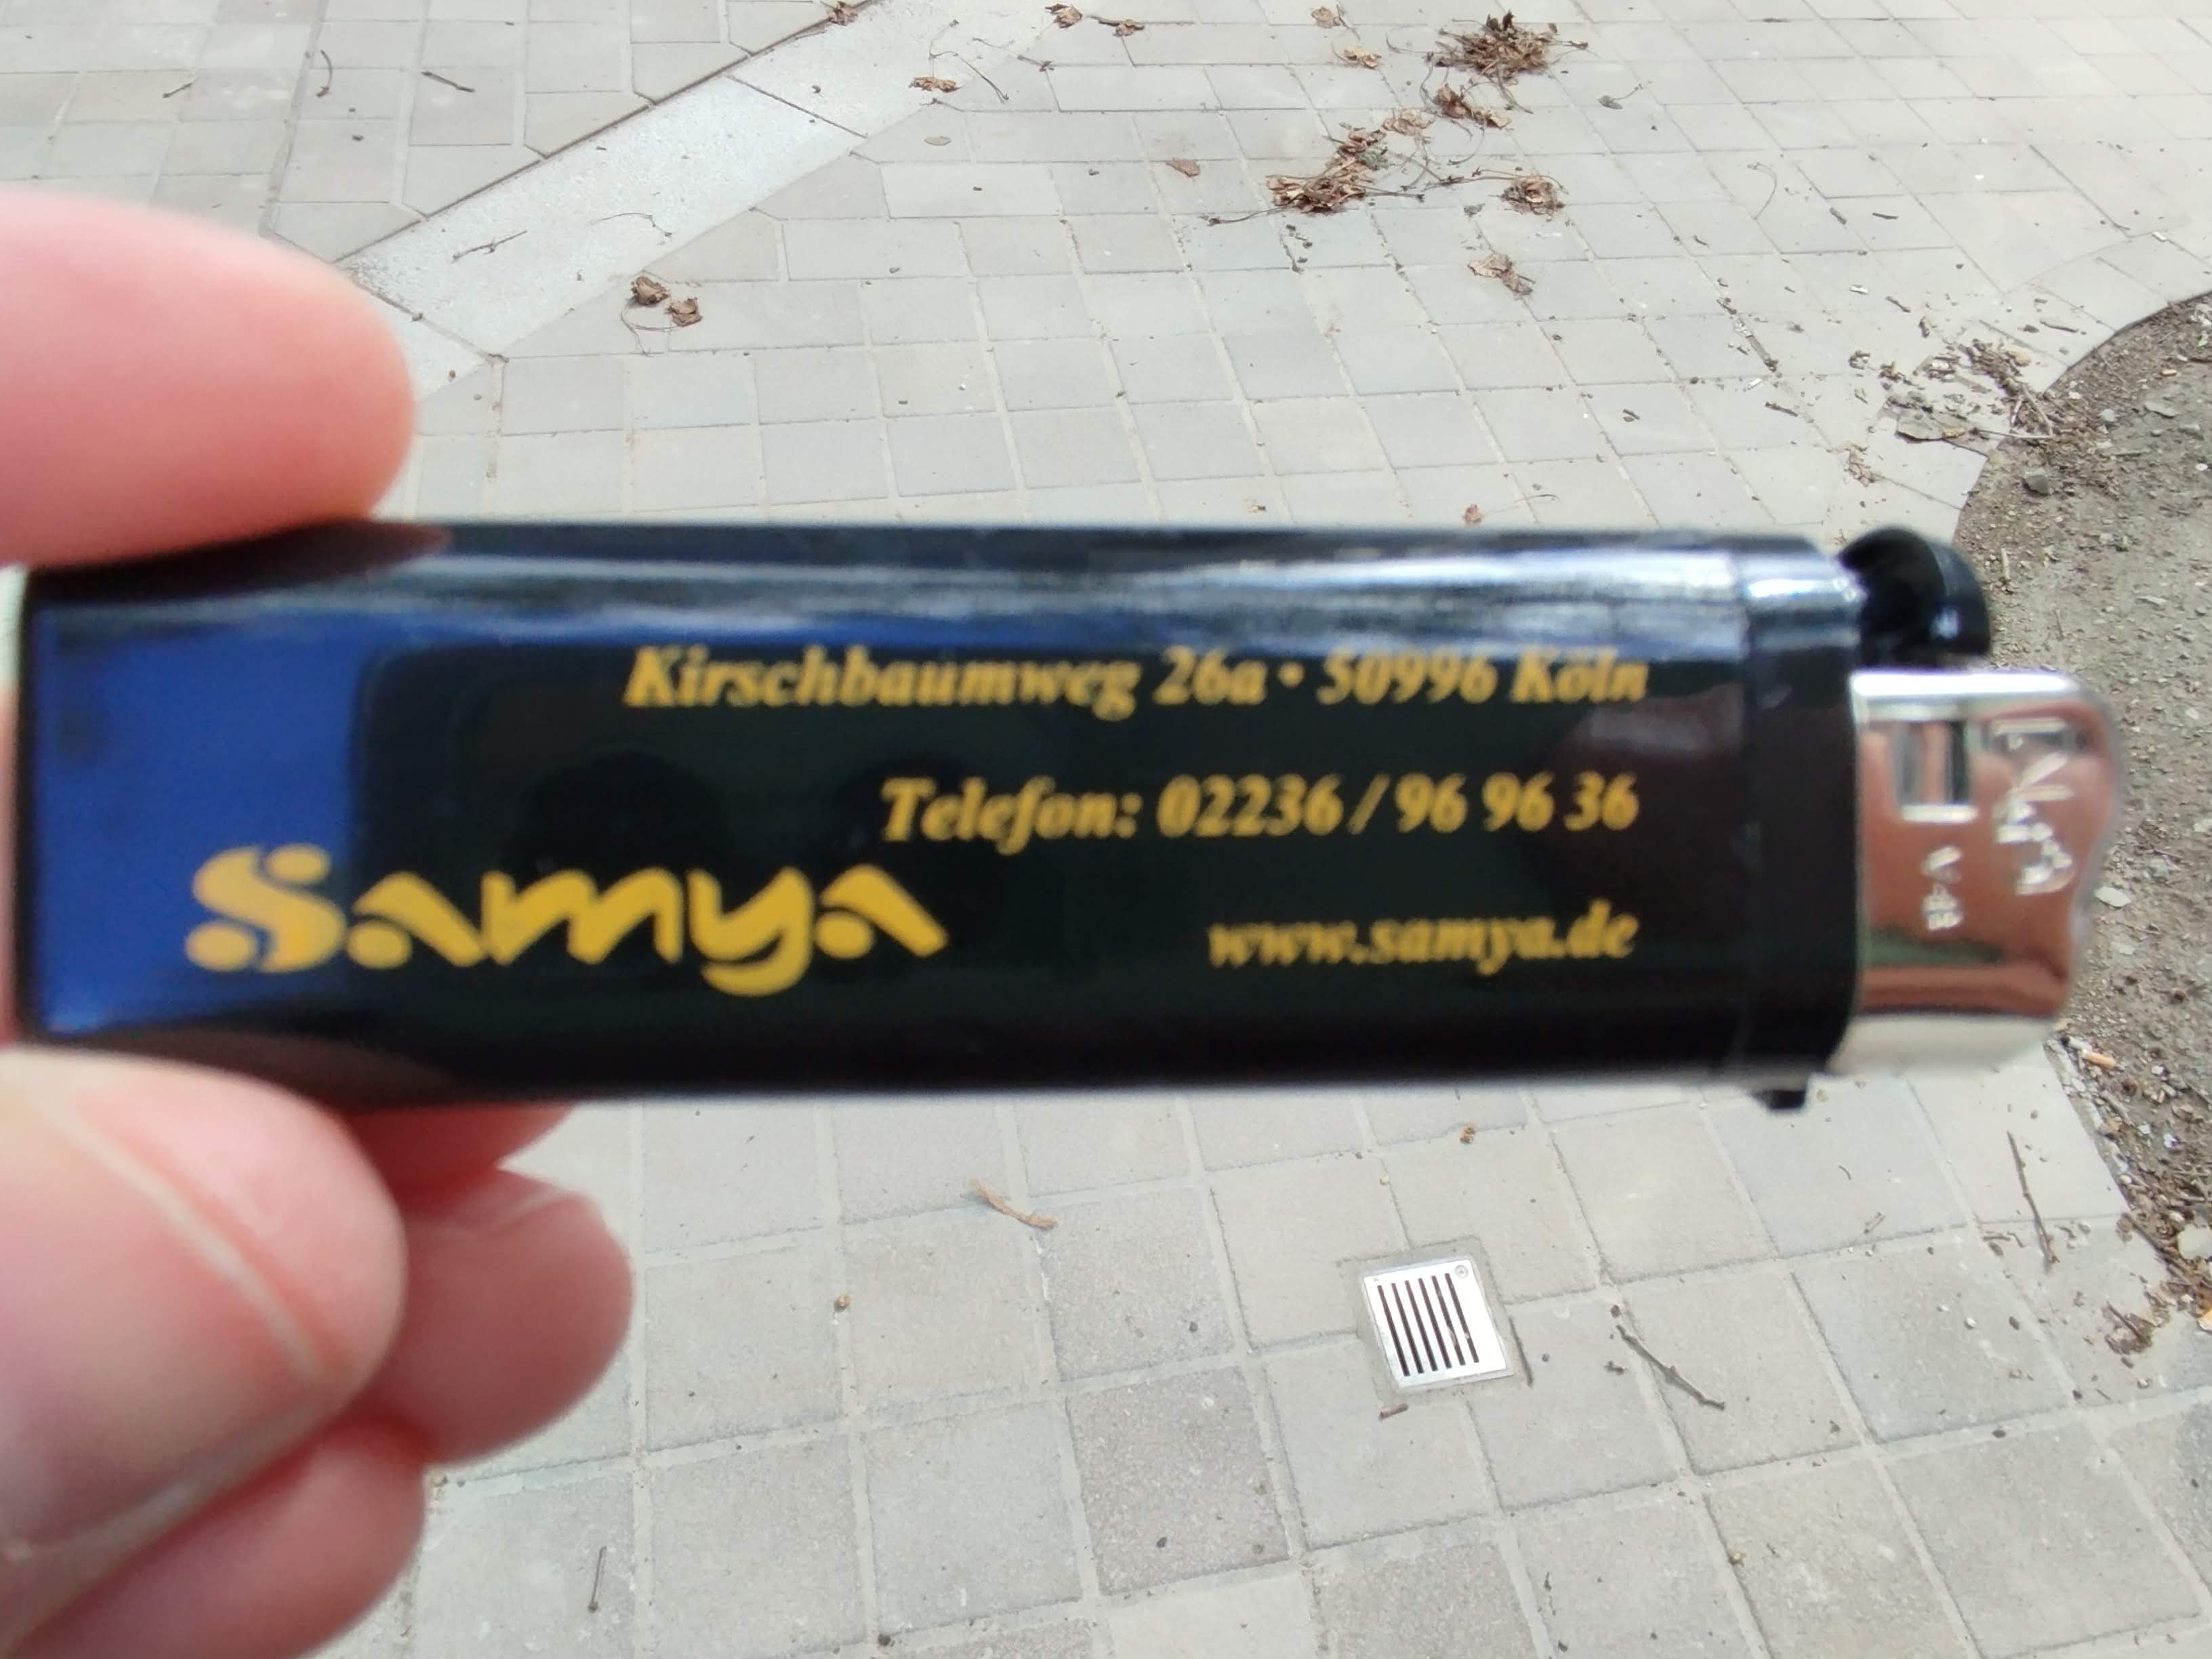 Kirschbaumweg 26a • 50996 Köln
Telefon: 02236 / 96 96 36
Samya
www.samya.de